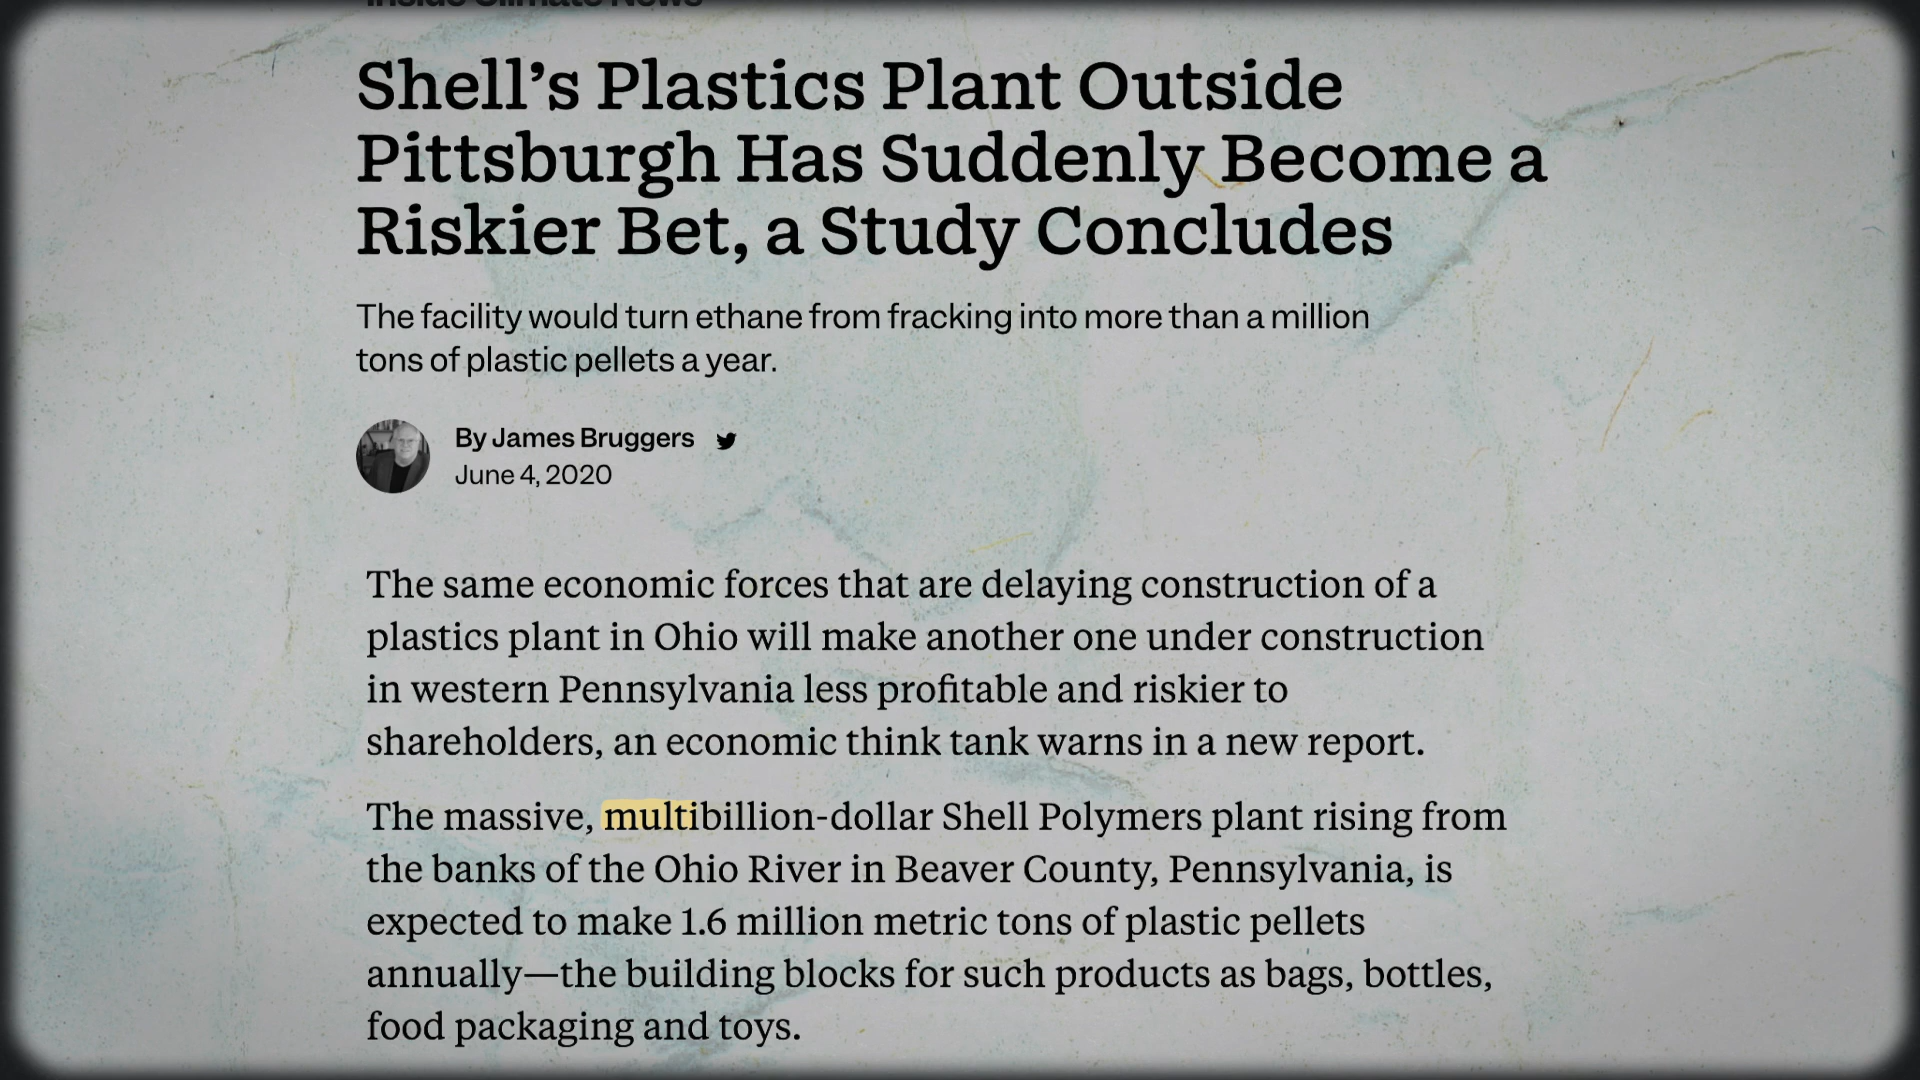 Inside Climate News
Shell’s Plastics Plant Outside
Pittsburgh Has Suddenly Become a
Riskier Bet, a Study Concludes
The facility would turn ethane from fracking into more than a million
tons of plastic pellets a year.
By James Bruggers
June 4, 2020
The same economic forces that are delaying construction of a
plastics plant in Ohio will make another one under construction
in western Pennsylvania less profitable and riskier to
shareholders, an economic think tank warns in a new report.
The massive, multibillion-dollar Shell Polymers plant rising from
the banks of the Ohio River in Beaver County, Pennsylvania, is
expected to make 1.6 million metric tons of plastic pellets
annually—the building blocks for such products as bags, bottles,
food packaging and toys.